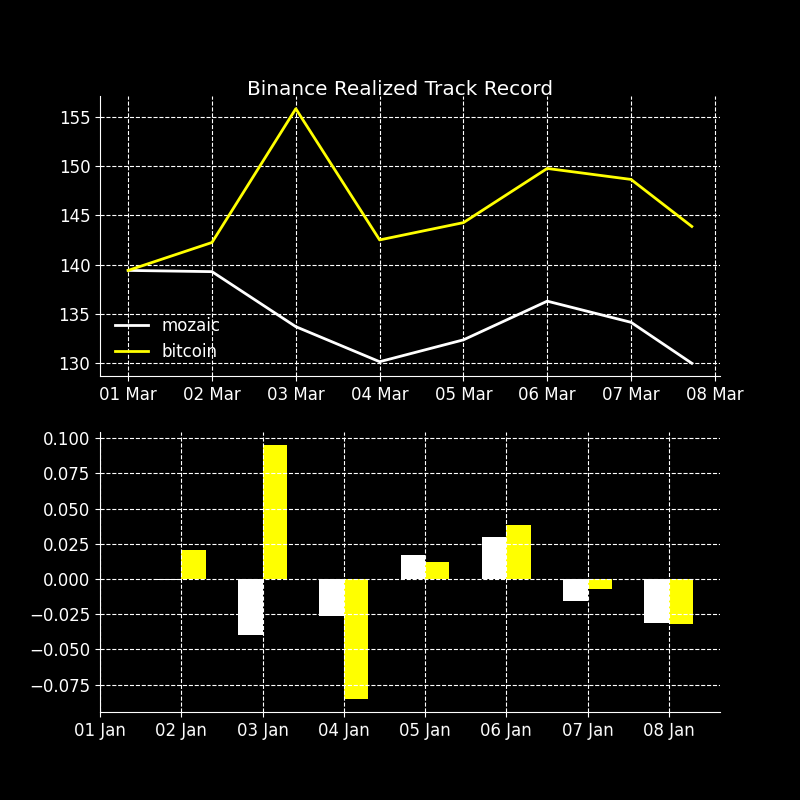 Binance Realized Track Record
155
150
145
140
135
130
mozaic
bitcoin
01 Mar 02 Mar 03 Mar 04 Mar 05 Mar 06 Mar 07 Mar 08 Mar
0.100
0.075
0.050
0.025
0.000
−0.025
−0.050
−0.075
01 Jan 02 Jan 03 Jan 04 Jan 05 Jan 06 Jan 07 Jan 08 Jan